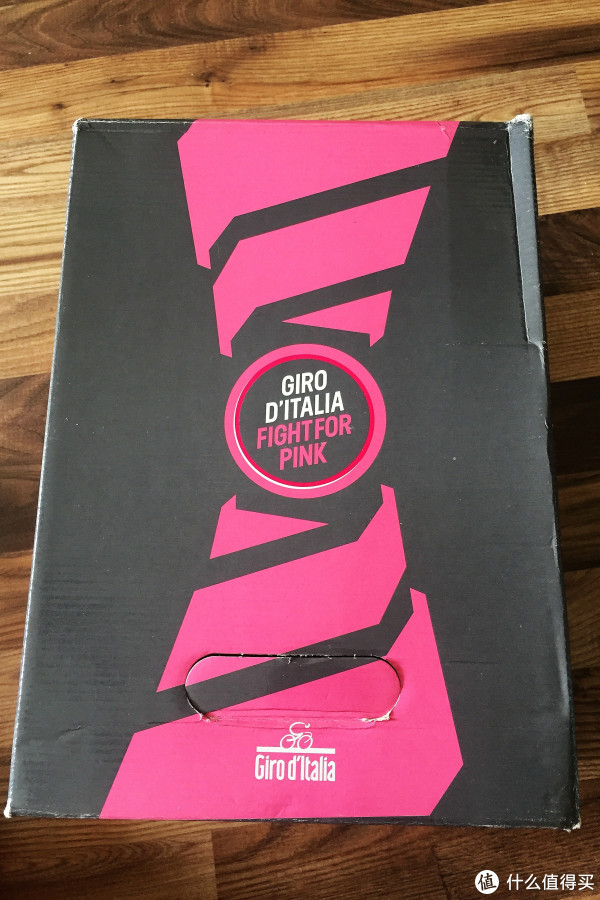 GIRO
D'ITALIA
FIGHT FOR
PINK
Giro d'Italia
值 什么值得买